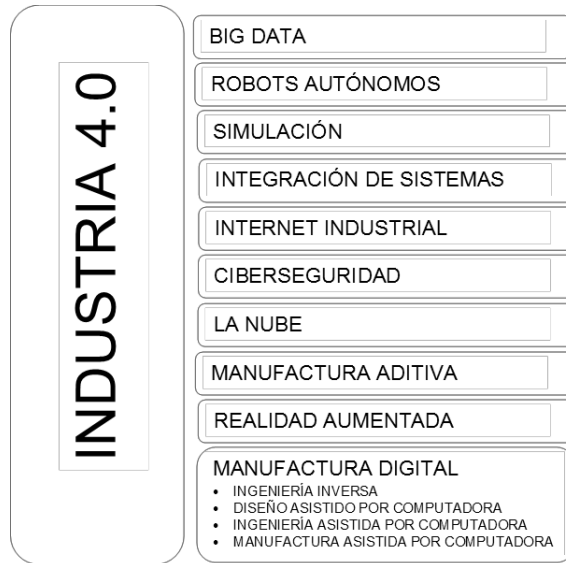 INDUSTRIA 4.0
BIG DATA
ROBOTS AUTÓNOMOS
SIMULACIÓN
INTEGRACIÓN DE SISTEMAS
INTERNET INDUSTRIAL
CIBERSEGURIDAD
LA NUBE
MANUFACTURA ADITIVA
REALIDAD AUMENTADA
MANUFACTURA DIGITAL
• INGENIERÍA INVERSA
• DISEÑO ASISTIDO POR COMPUTADORA
• INGENIERÍA ASISTIDA POR COMPUTADORA
• MANUFACTURA ASISTIDA POR COMPUTADORA